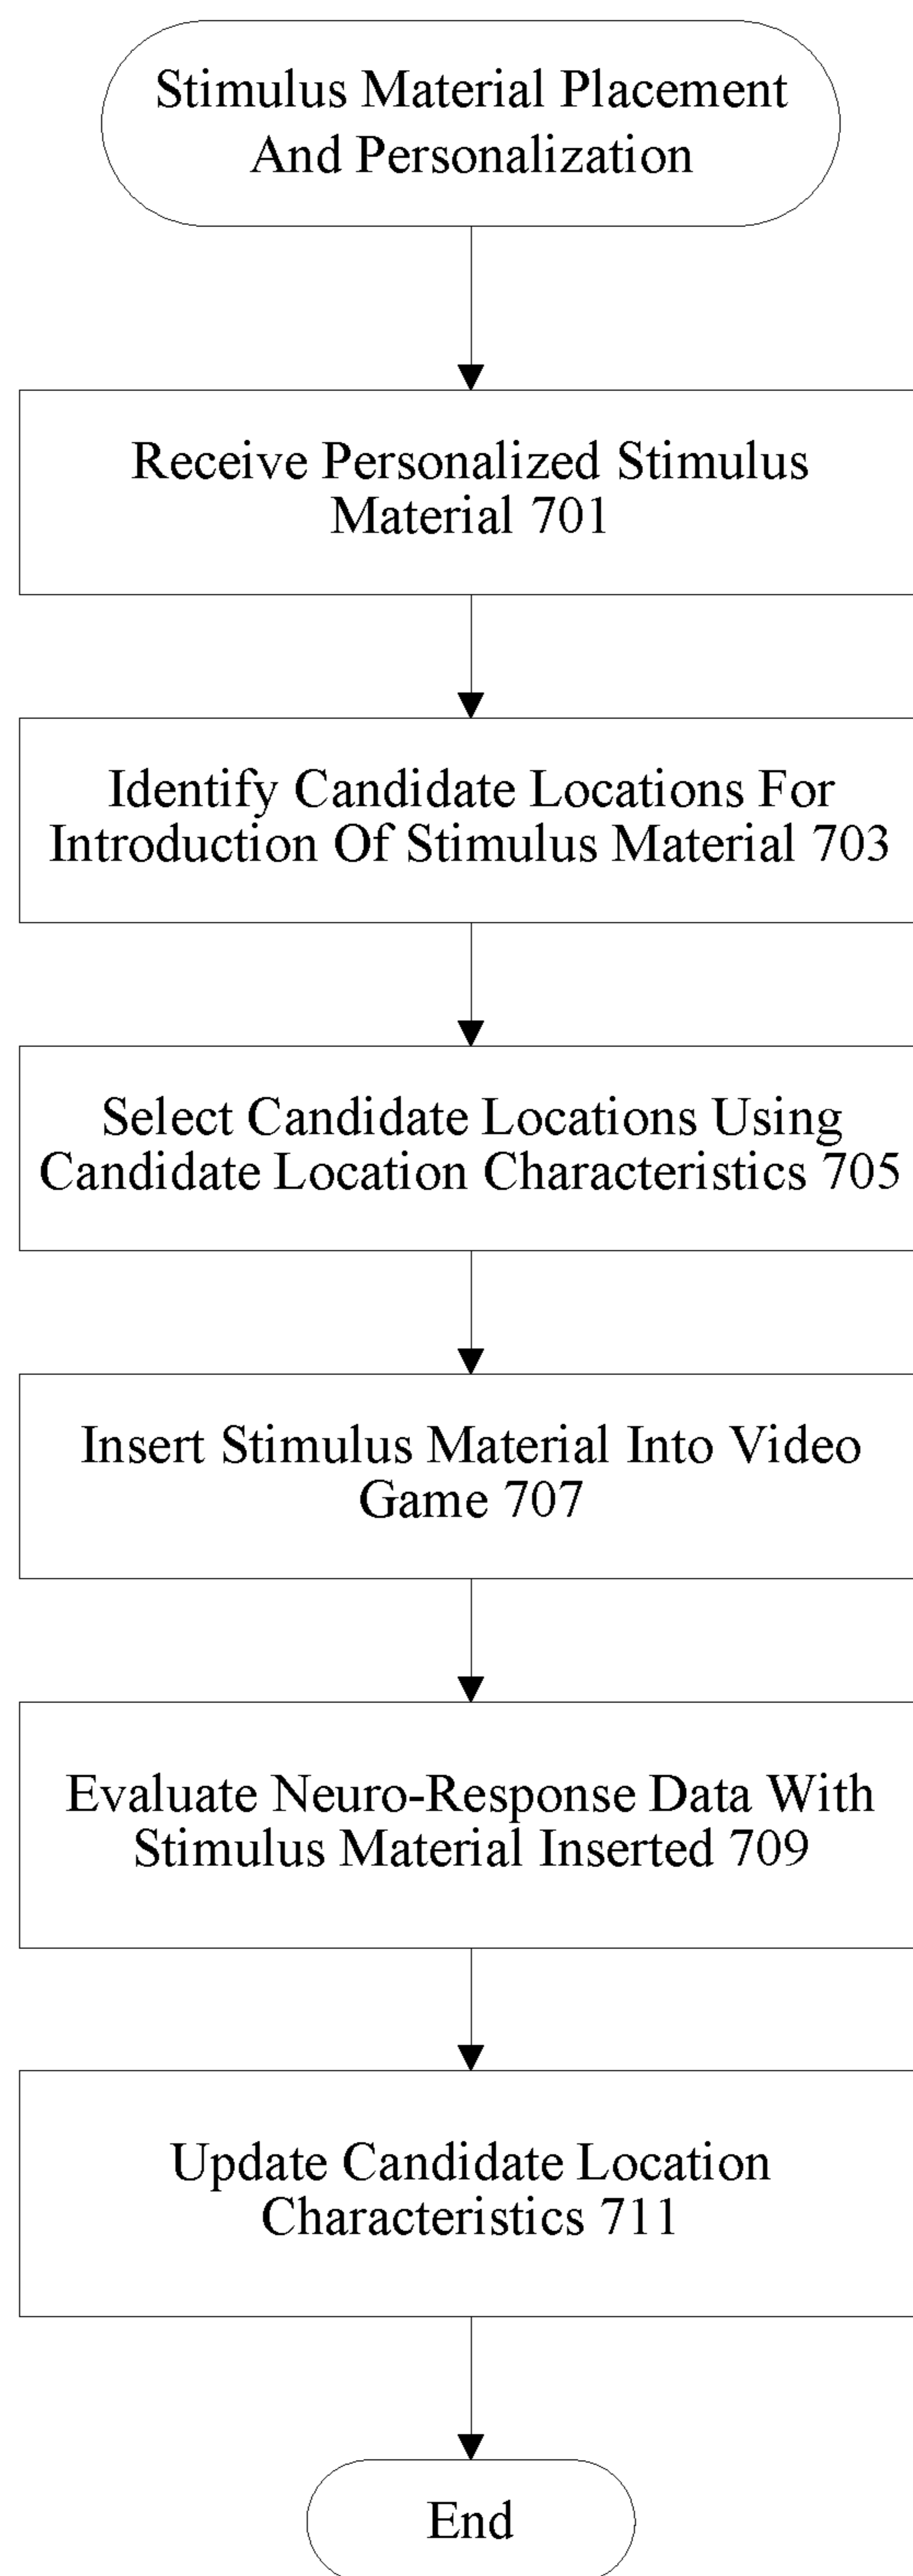 Stimulus Material Placement
And Personalization
Receive Personalized Stimulus
Material 701
Identify Candidate Locations For
Introduction Of Stimulus Material 703
Select Candidate Locations Using
Candidate Location Characteristics 705
Insert Stimulus Material Into Video
Game 707
Evaluate Neuro-Response Data With
Stimulus Material Inserted 709
Update Candidate Location
Characteristics 711
End